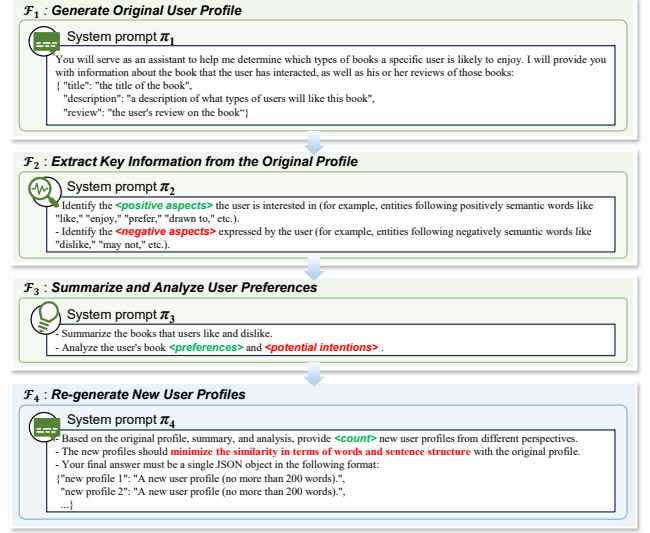 𝓕₁ : Generate Original User Profile
System prompt π₁
You will serve as an assistant to help me determine which types of books a specific user is likely to enjoy. I will provide you
with information about the book that the user has interacted, as well as his or her reviews of those books:
{ "title": "the title of the book",
"description": "a description of what types of users will like this book",
"review": "the user's review on the book“}
𝓕₂ : Extract Key Information from the Original Profile
System prompt π₂
- Identify the <positive aspects> the user is interested in (for example, entities following positively semantic words like
"like," "enjoy," "prefer," "drawn to," etc.).
- Identify the <negative aspects> expressed by the user (for example, entities following negatively semantic words like
"dislike," "may not," etc.).
𝓕₃ : Summarize and Analyze User Preferences
System prompt π₃
- Summarize the books that users like and dislike.
- Analyze the user's book <preferences> and <potential intentions> .
𝓕₄ : Re-generate New User Profiles
System prompt π₄
- Based on the original profile, summary, and analysis, provide <count> new user profiles from different perspectives.
- The new profiles should minimize the similarity in terms of words and sentence structure with the original profile.
- Your final answer must be a single JSON object in the following format:
{"new profile 1": "A new user profile (no more than 200 words).",
"new profile 2": "A new user profile (no more than 200 words).",
...}